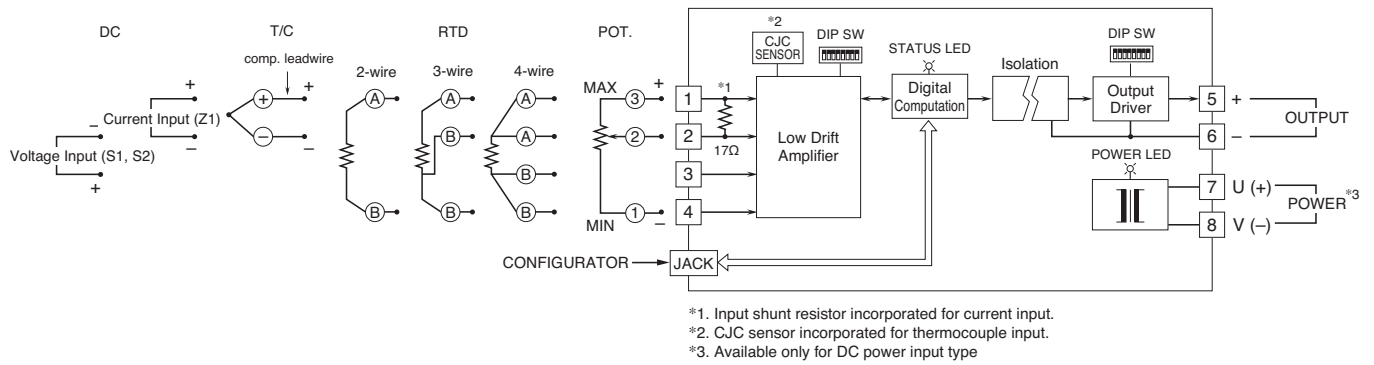 DC
T/C
RTD
POT.
comp. leadwire
2-wire
3-wire
4-wire
+
Current Input (Z1)
–
–
Voltage Input (S1, S2)
+
+
–
+
–
A
B
A
B
B
A
A
B
B
MAX
3
+
2
1
MIN
–
1
2
3
4
*1
17Ω
*2
CJC
SENSOR
DIP SW
Low Drift
Amplifier
STATUS LED
Digital
Computation
Isolation
DIP SW
Output
Driver
5
+
6
–
OUTPUT
POWER LED
7
U (+)
8
V (–)
POWER*3
CONFIGURATOR
JACK
*1. Input shunt resistor incorporated for current input.
*2. CJC sensor incorporated for thermocouple input.
*3. Available only for DC power input type